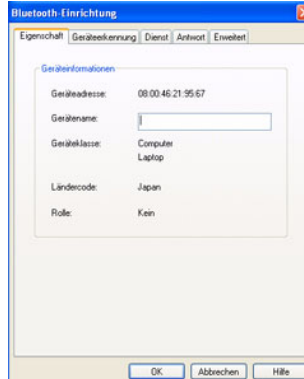 Bluetooth-Einrichtung
Eigenschaft Geräteerkennung Dienst Antwort Erweitert
Geräteinformationen
Geräteadresse: 08:00:46:21:95:67
Gerätename:
Geräteklasse: Computer
Laptop
Ländercode: Japan
Rolle: Kein
OK Abbrechen Hilfe